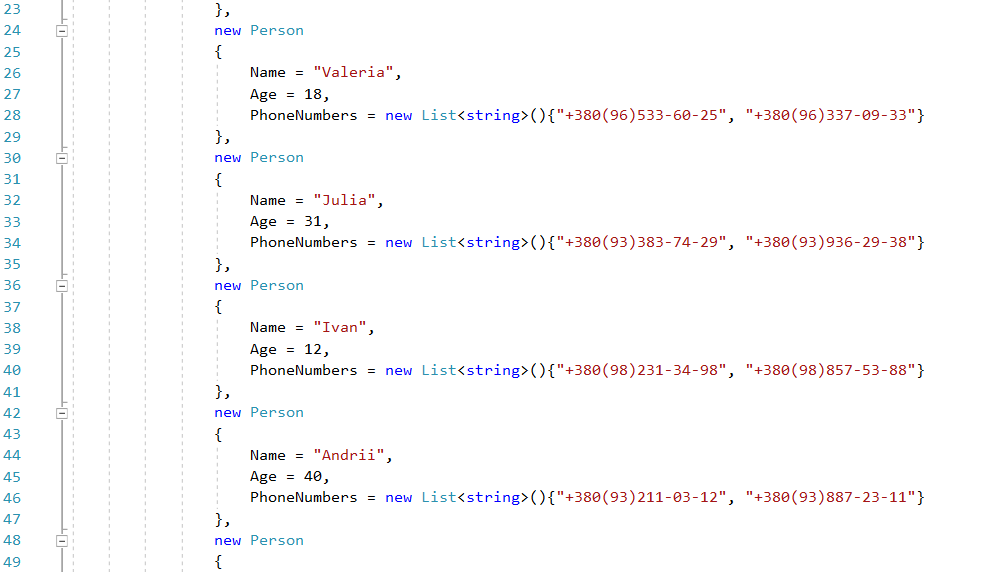 23 },
24 new Person
25 {
26 Name = "Valeria",
27 Age = 18,
28 PhoneNumbers = new List<string>(){"+380(96)533-60-25", "+380(96)337-09-33"}
29 },
30 new Person
31 {
32 Name = "Julia",
33 Age = 31,
34 PhoneNumbers = new List<string>(){"+380(93)383-74-29", "+380(93)936-29-38"}
35 },
36 new Person
37 {
38 Name = "Ivan",
39 Age = 12,
40 PhoneNumbers = new List<string>(){"+380(98)231-34-98", "+380(98)857-53-88"}
41 },
42 new Person
43 {
44 Name = "Andrii",
45 Age = 40,
46 PhoneNumbers = new List<string>(){"+380(93)211-03-12", "+380(93)887-23-11"}
47 },
48 new Person
49 {